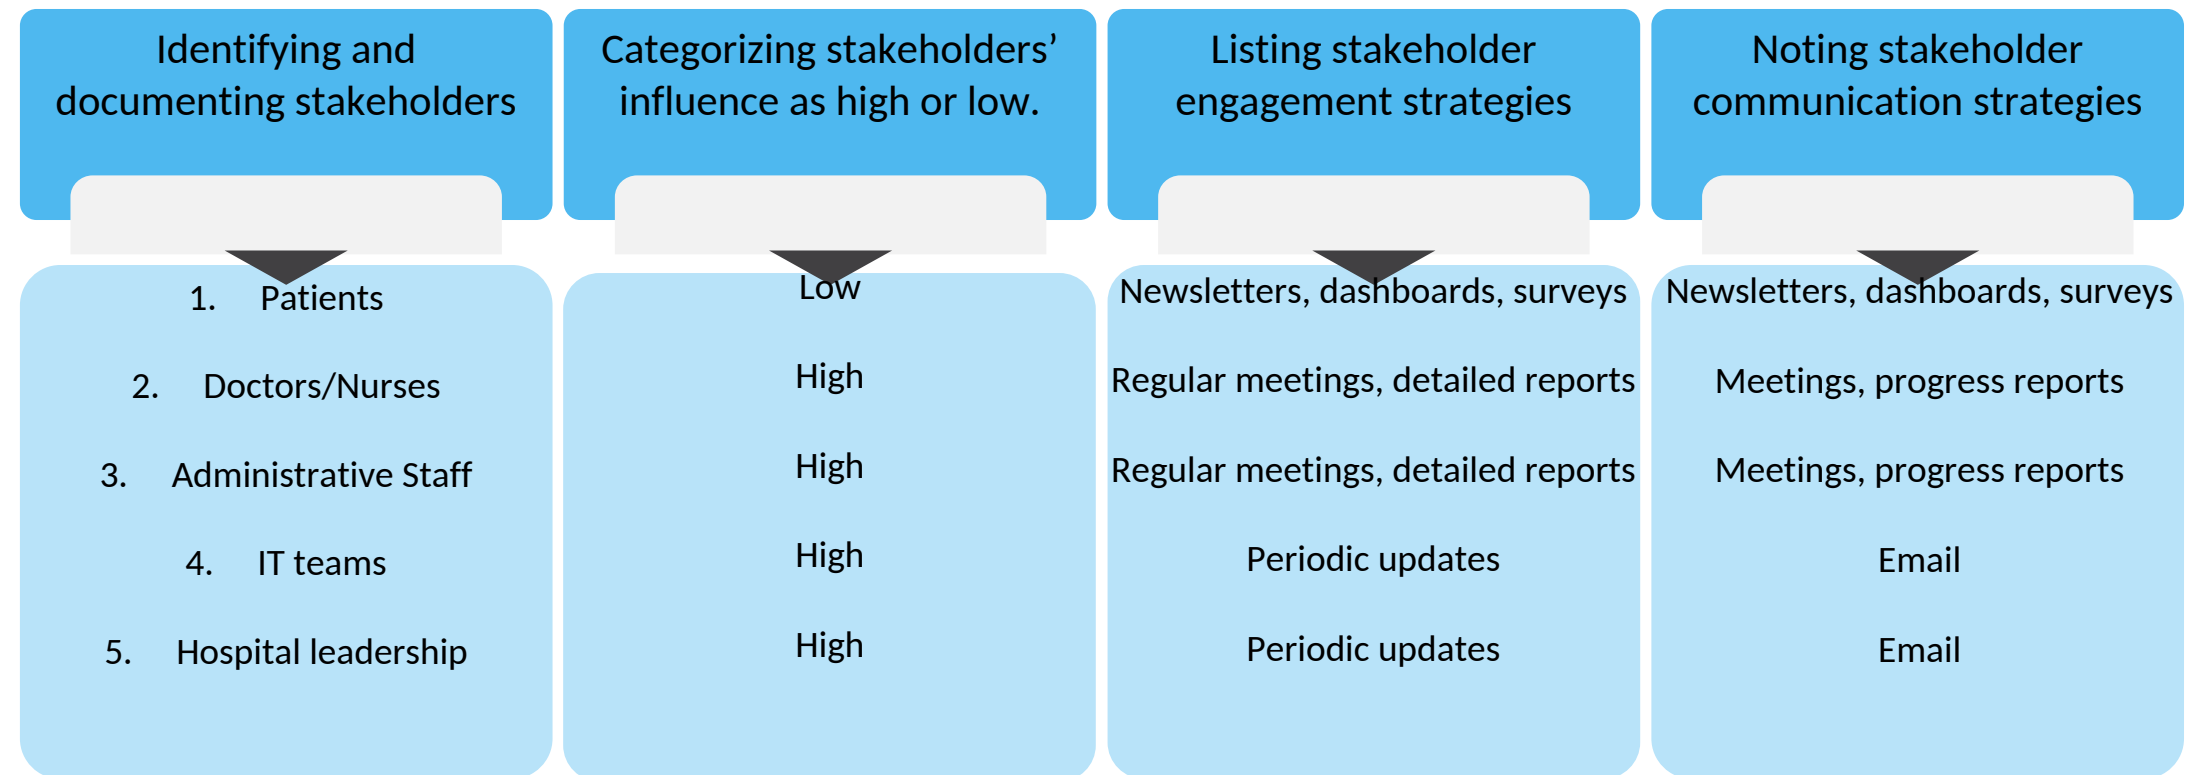 Identifying and
documenting stakeholders
Categorizing stakeholders’
influence as high or low.
Listing stakeholder
engagement strategies
Noting stakeholder
communication strategies
1. Patients
2. Doctors/Nurses
3. Administrative Staff
4. IT teams
5. Hospital leadership
Low
High
High
High
High
Newsletters, dashboards, surveys
Regular meetings, detailed reports
Regular meetings, detailed reports
Periodic updates
Periodic updates
Newsletters, dashboards, surveys
Meetings, progress reports
Meetings, progress reports
Email
Email